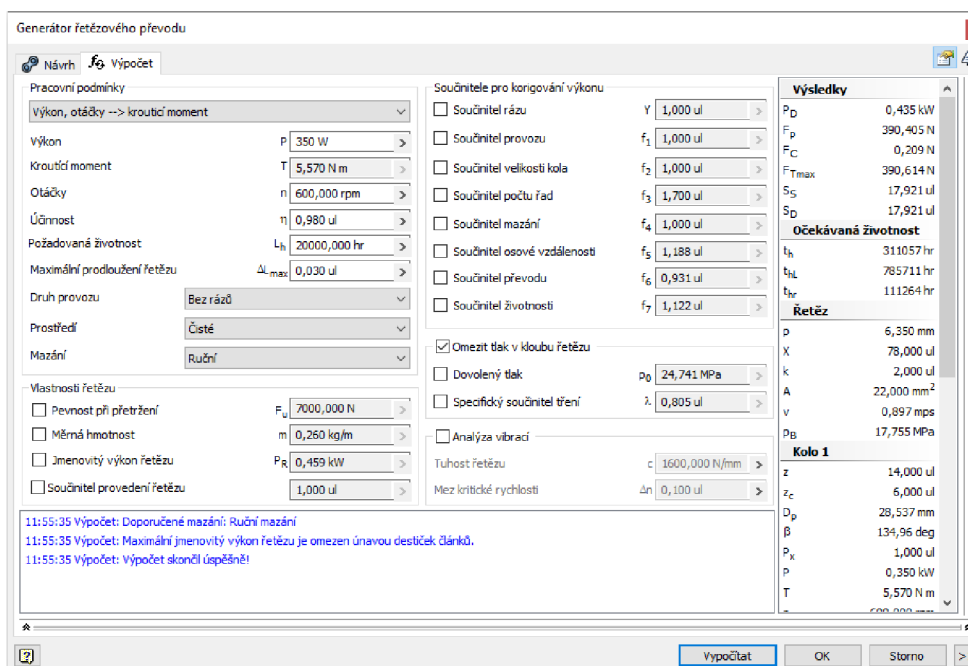 Generátor řetězového převodu
Návrh
Výpočet
Pracovní podmínky
Výkon, otáčky --> krouticí moment
Výkon P 350 W
Kroutící moment T 5,570 N m
Otáčky n 600,000 rpm
Účinnost η 0,980 ul
Požadovaná životnost Lh 20000,000 hr
Maximální prodloužení řetězu ΔLmax 0,030 ul
Druh provozu Bez rázů
Prostředí Čisté
Mazání Ruční
Vlastnosti řetězu
Pevnost při přetržení Fu 7000,000 N
Měrná hmotnost m 0,260 kg/m
Jmenovitý výkon řetězu PR 0,459 kW
Součinitel provedení řetězu 1,000 ul
Součinitele pro korigování výkonu
Součinitel rázu Y 1,000 ul
Součinitel provozu f1 1,000 ul
Součinitel velikosti kola f2 1,000 ul
Součinitel počtu řad f3 1,700 ul
Součinitel mazání f4 1,000 ul
Součinitel osové vzdálenosti f5 1,188 ul
Součinitel převodu f6 0,931 ul
Součinitel životnosti f7 1,122 ul
Omezit tlak v kloubu řetězu
Dovolený tlak p0 24,741 MPa
Specifický součinitel tření λ 0,805 ul
Analýza vibrací
Tuhost řetězu c 1600,000 N/mm
Mez kritické rychlosti Δn 0,100 ul
Výsledky
PD 0,435 kW
Fp 390,405 N
FC 0,209 N
FTmax 390,614 N
SS 17,921 ul
SD 17,921 ul
Očekávaná životnost
th 311057 hr
thL 785711 hr
thr 111264 hr
Řetěz
p 6,350 mm
X 78,000 ul
k 2,000 ul
A 22,000 mm²
v 0,897 mps
pB 17,755 MPa
Kolo 1
z 14,000 ul
zc 6,000 ul
Dp 28,537 mm
β 134,96 deg
Px 1,000 ul
P 0,350 kW
T 5,570 N m
11:55:35 Výpočet: Doporučené mazání: Ruční mazání
11:55:35 Výpočet: Maximální jmenovitý výkon řetězu je omezen únavou destiček článků.
11:55:35 Výpočet: Výpočet skončil úspěšně!
Vypočítat
OK
Storno